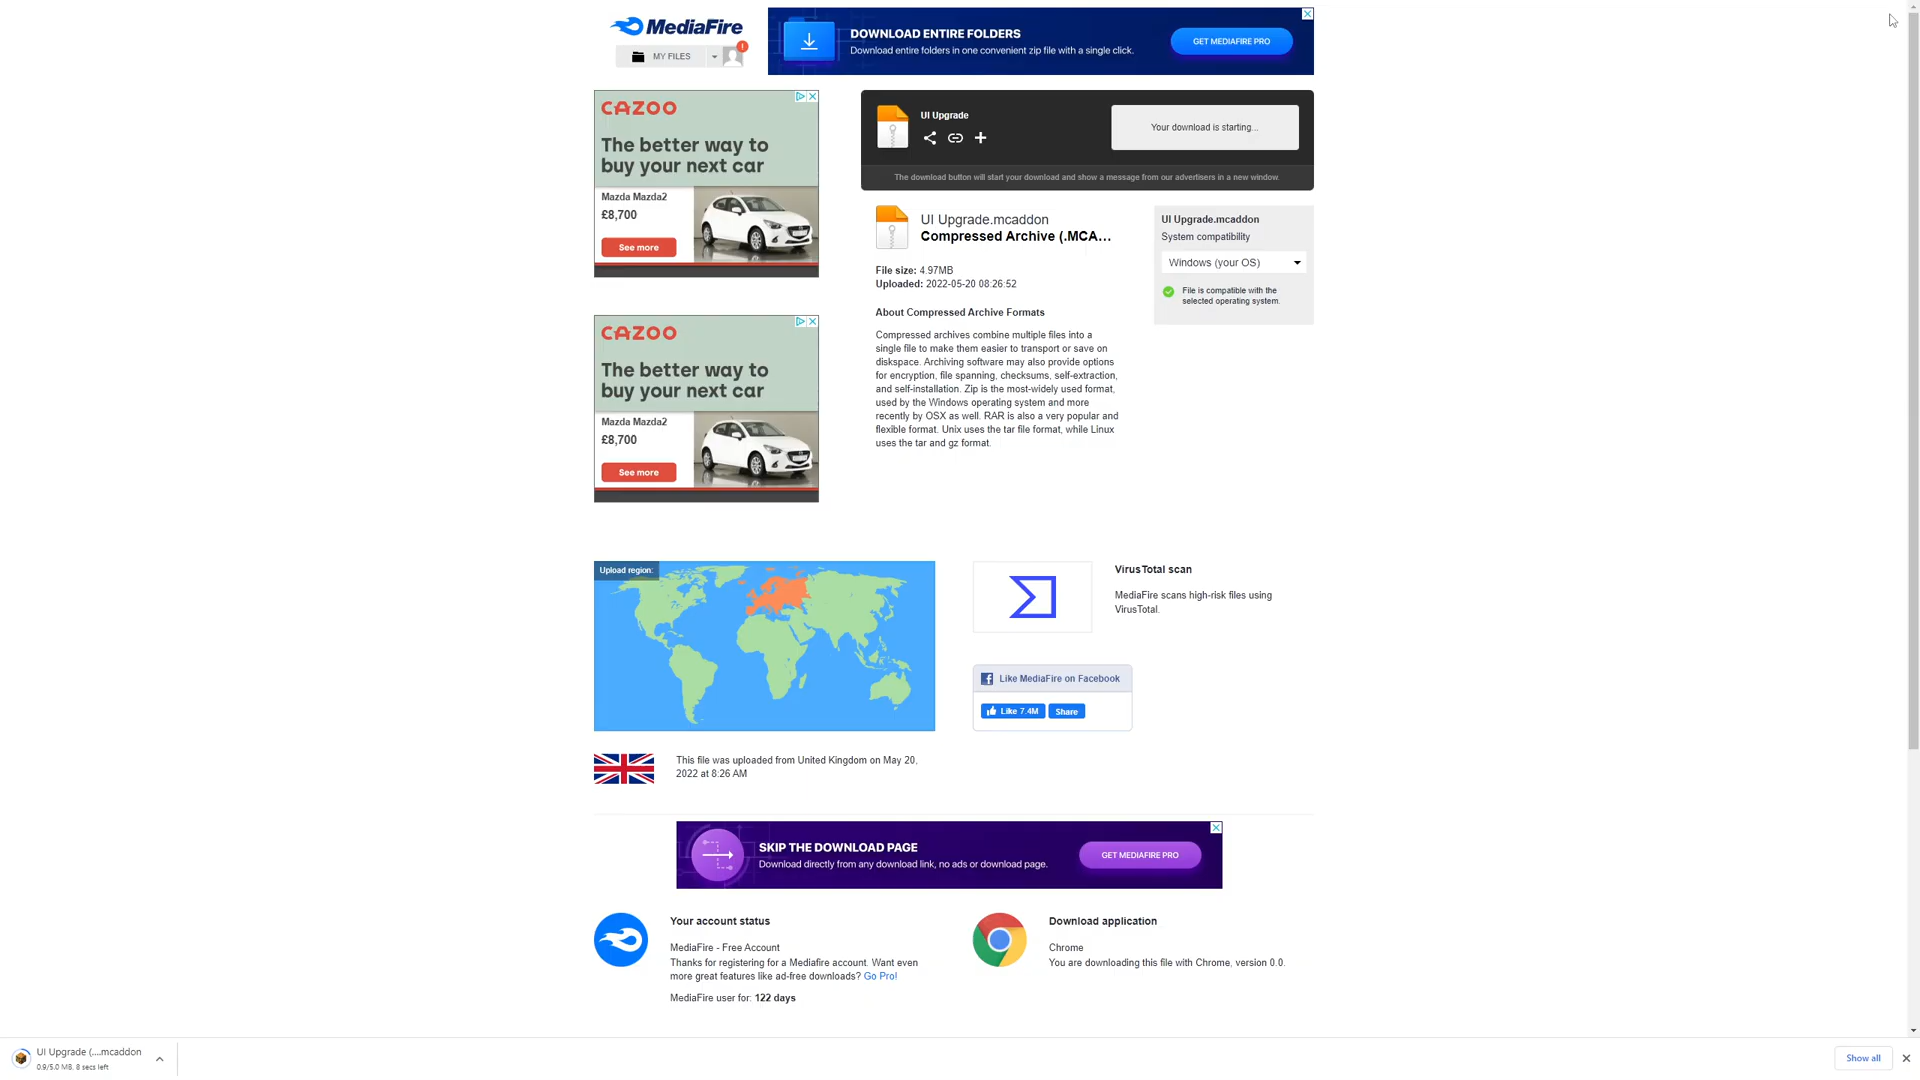 MediaFire
DOWNLOAD ENTIRE FOLDERS
Download entire folders in one convenient zip file with a single click.
GET MEDIAFIRE PRO
MY FILES
!
CAZOO
The better way to
buy your next car
Mazda Mazda2
£8,700
See more
UI Upgrade
Your download is starting...
The download button will start your download and show a message from our advertisers in a new window.
UI Upgrade.mcaddon
Compressed Archive (.MCA...
File size: 4.97MB
Uploaded: 2022-05-20 08:26:52
About Compressed Archive Formats
Compressed archives combine multiple files into a
single file to make them easier to transport or save on
diskspace. Archiving software may also provide options
for encryption, file spanning, checksums, self-extraction,
and self-installation. Zip is the most-widely used format,
used by the Windows operating system and more
recently by OSX as well. RAR is also a very popular and
flexible format. Unix uses the tar file format, while Linux
uses the tar and gz format.
UI Upgrade.mcaddon
System compatibility
Windows (your OS)
File is compatible with the
selected operating system.
CAZOO
The better way to
buy your next car
Mazda Mazda2
£8,700
See more
Upload region:
VirusTotal scan
MediaFire scans high-risk files using
VirusTotal.
Like MediaFire on Facebook
Like 7.4M
Share
This file was uploaded from United Kingdom on May 20,
2022 at 8:26 AM
SKIP THE DOWNLOAD PAGE
Download directly from any download link, no ads or download page.
GET MEDIAFIRE PRO
Your account status
MediaFire - Free Account
Thanks for registering for a Mediafire account. Want even
more great features like ad-free downloads? Go Pro!
MediaFire user for: 122 days
Download application
Chrome
You are downloading this file with Chrome, version 0.0.
UI Upgrade (....mcaddon
0.9/5.0 MB, 8 secs left
Show all